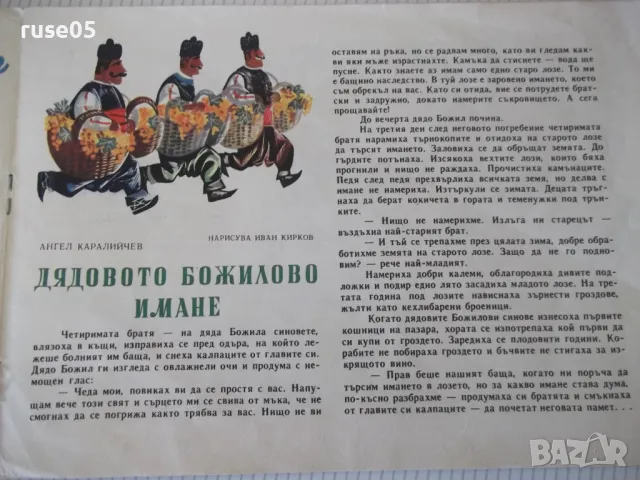 ruse05
АНГЕЛ КАРАЛИЙЧЕВ
НАРИСУВА ИВАН КИРКОВ
ДЯДОВОТО БОЖИЛОВО
ИМАНЕ
Четиримата братя — на дяда Божила синовете,
влязоха в къщи, изправиха се пред одъра, на който ле-
жеше болният им баща, и снеха калпаците от главите си.
Дядо Божил ги изгледа с овлажнели очи и продума с не-
мощен глас:
— Чеда мои, повиках ви да се простя с вас. Напу-
щам вече този свят и сърцето ми се свива от мъка, че не
смогнах да се погрижа както трябва за вас. Нищо не ви
оставям на ръка, но се радвам много, като ви гледам как-
ви яки мъже израстнахте. Камъка да стиснете — вода ще
пусне. Както знаете аз имам само едно старо лозе. То ми
е бащино наследство. В туй лозе е заровено имането, което
съм обрекъл на вас. Като си отида, вие се потрудете брат-
ски и задружно, докато намерите съкровището. А сега
прощавайте!
До вечерта дядо Божил почина.
На третия ден след неговото погребение четиримата
братя нарамиха търнокопите и отидоха на старото лозе
да търсят имането. Заловиха се да обръщат земята. До
гърдите потънаха. Изсякоха вехтите лози, които бяха
прогнили и нищо не раждаха. Прочистиха камънаците.
Педя след педя прехвърлиха всичката земя, но делва с
имане не намериха. Изтъркули се зимата. Децата тръг-
наха да берат кокичета в гората и теменужки под трън-
ките.
— Нищо не намерихме. Излъга ни старецът —
въздъхна най-старият брат.
— И тъй се трепахме през цялата зима, добре обра-
ботихме земята на старото лозе. Защо да не го поднo-
вим? — рече най-младият.
Намериха добри калеми, облагородиха дивите под-
ложки и подир едно лято засадиха младото лозе. На тре-
тата година под лозите нависнаха зърнести гроздове,
жълти като кехлибарени броеници.
Когато дядовите Божилови синове изнесоха първите
кошници на пазара, хората се изпотрепаха кой първи да
си купи от гроздето. Заредиха се плодовити години. Ко-
рабите не побираха гроздето и бъчвите не стигаха за из-
крящото вино.
— Прав беше нашият баща, когато ни поръча да
търсим имането в лозето, но за какво имане става дума,
по-късно разбрахме — продумаха си братята и смъкнаха
от главите си калпаците — да почетат неговата памет...
BAZAR
bg